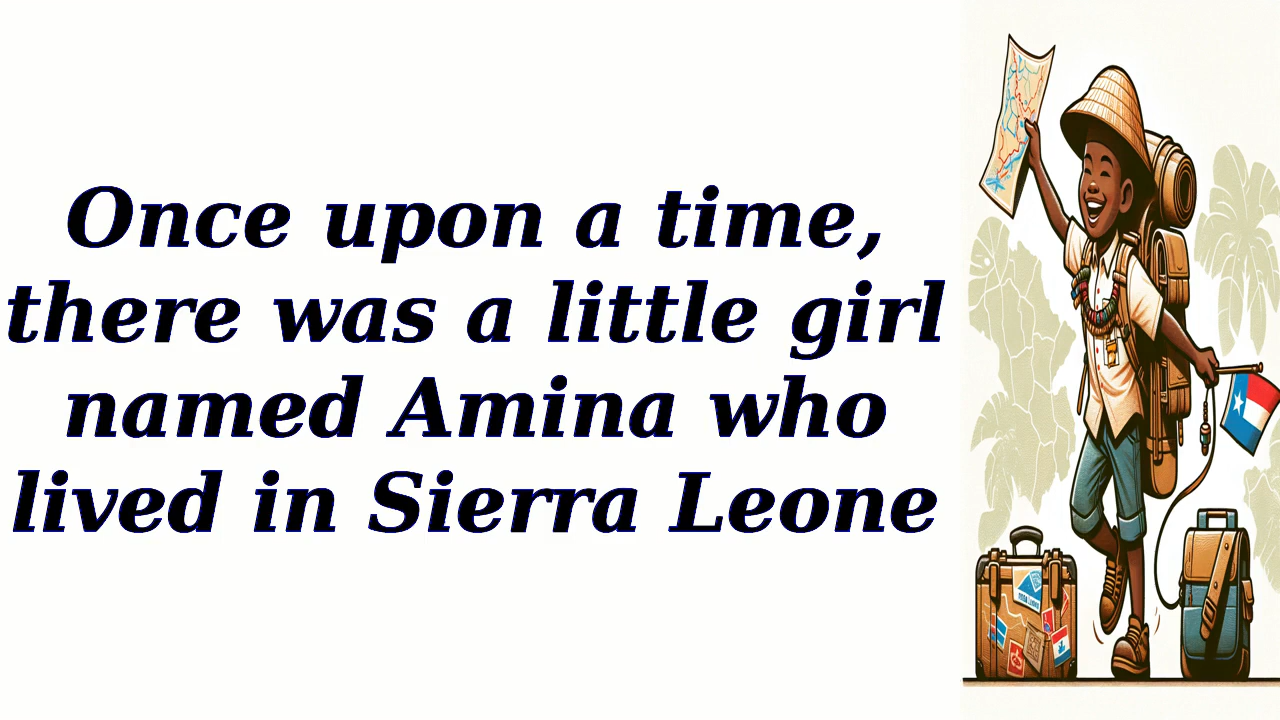 Once upon a time,
there was a little girl
named Amina who
lived in Sierra Leone